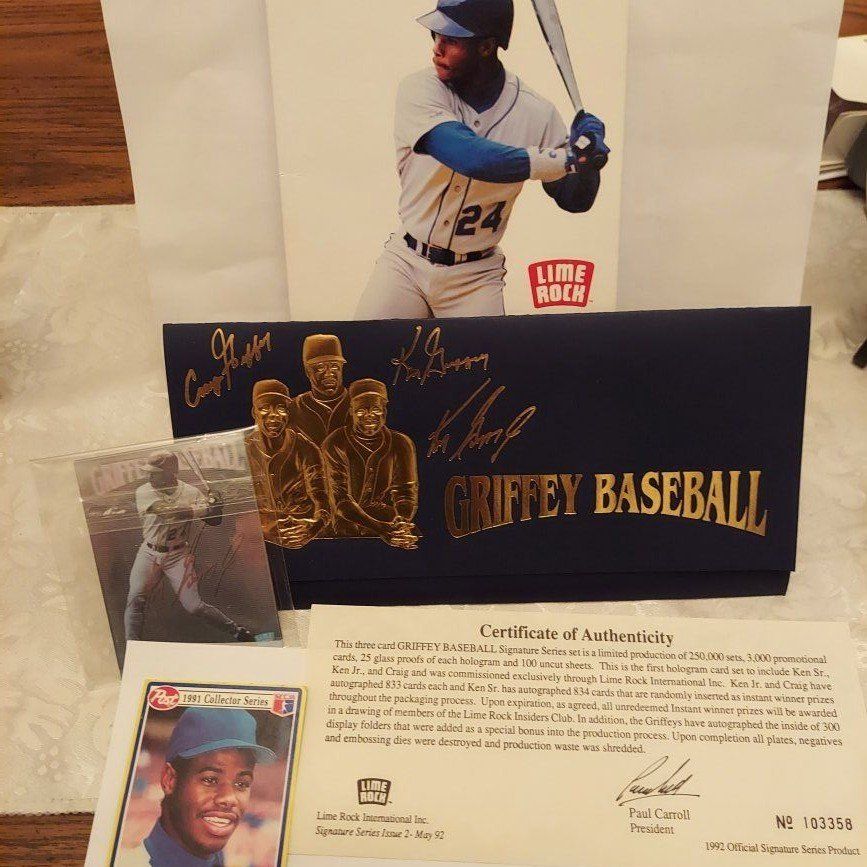 24
LIME
ROCK
Craig Griffey
Ken Griffey
Ken Griffey Jr
GRIFFEY BASEBALL
GRIFFEY BASEBALL
24
Post
1991 Collector Series
Certificate of Authenticity
This three card GRIFFEY BASEBALL Signature Series set is a limited production of 250,000 sets, 3,000 promotional
cards, 25 glass proofs of each hologram and 100 uncut sheets. This is the first hologram card set to include Ken Sr.,
Ken Jr., and Craig and was commissioned exclusively through Lime Rock International Inc. Ken Jr. and Craig have
autographed 833 cards each and Ken Sr. has autographed 834 cards that are randomly inserted as instant winner prizes
throughout the packaging process. Upon expiration, as agreed, all unredeemed Instant winner prizes will be awarded
in a drawing of members of the Lime Rock Insiders Club. In addition, the Griffeys have autographed the inside of 300
display folders that were added as a special bonus into the production process. Upon completion all plates, negatives
and embossing dies were destroyed and production waste was shredded.
LIME
ROCK
Lime Rock International Inc.
Signature Series Issue 2- May 92
Paul Carroll
President
Nº 103358
1992 Official Signature Series Product